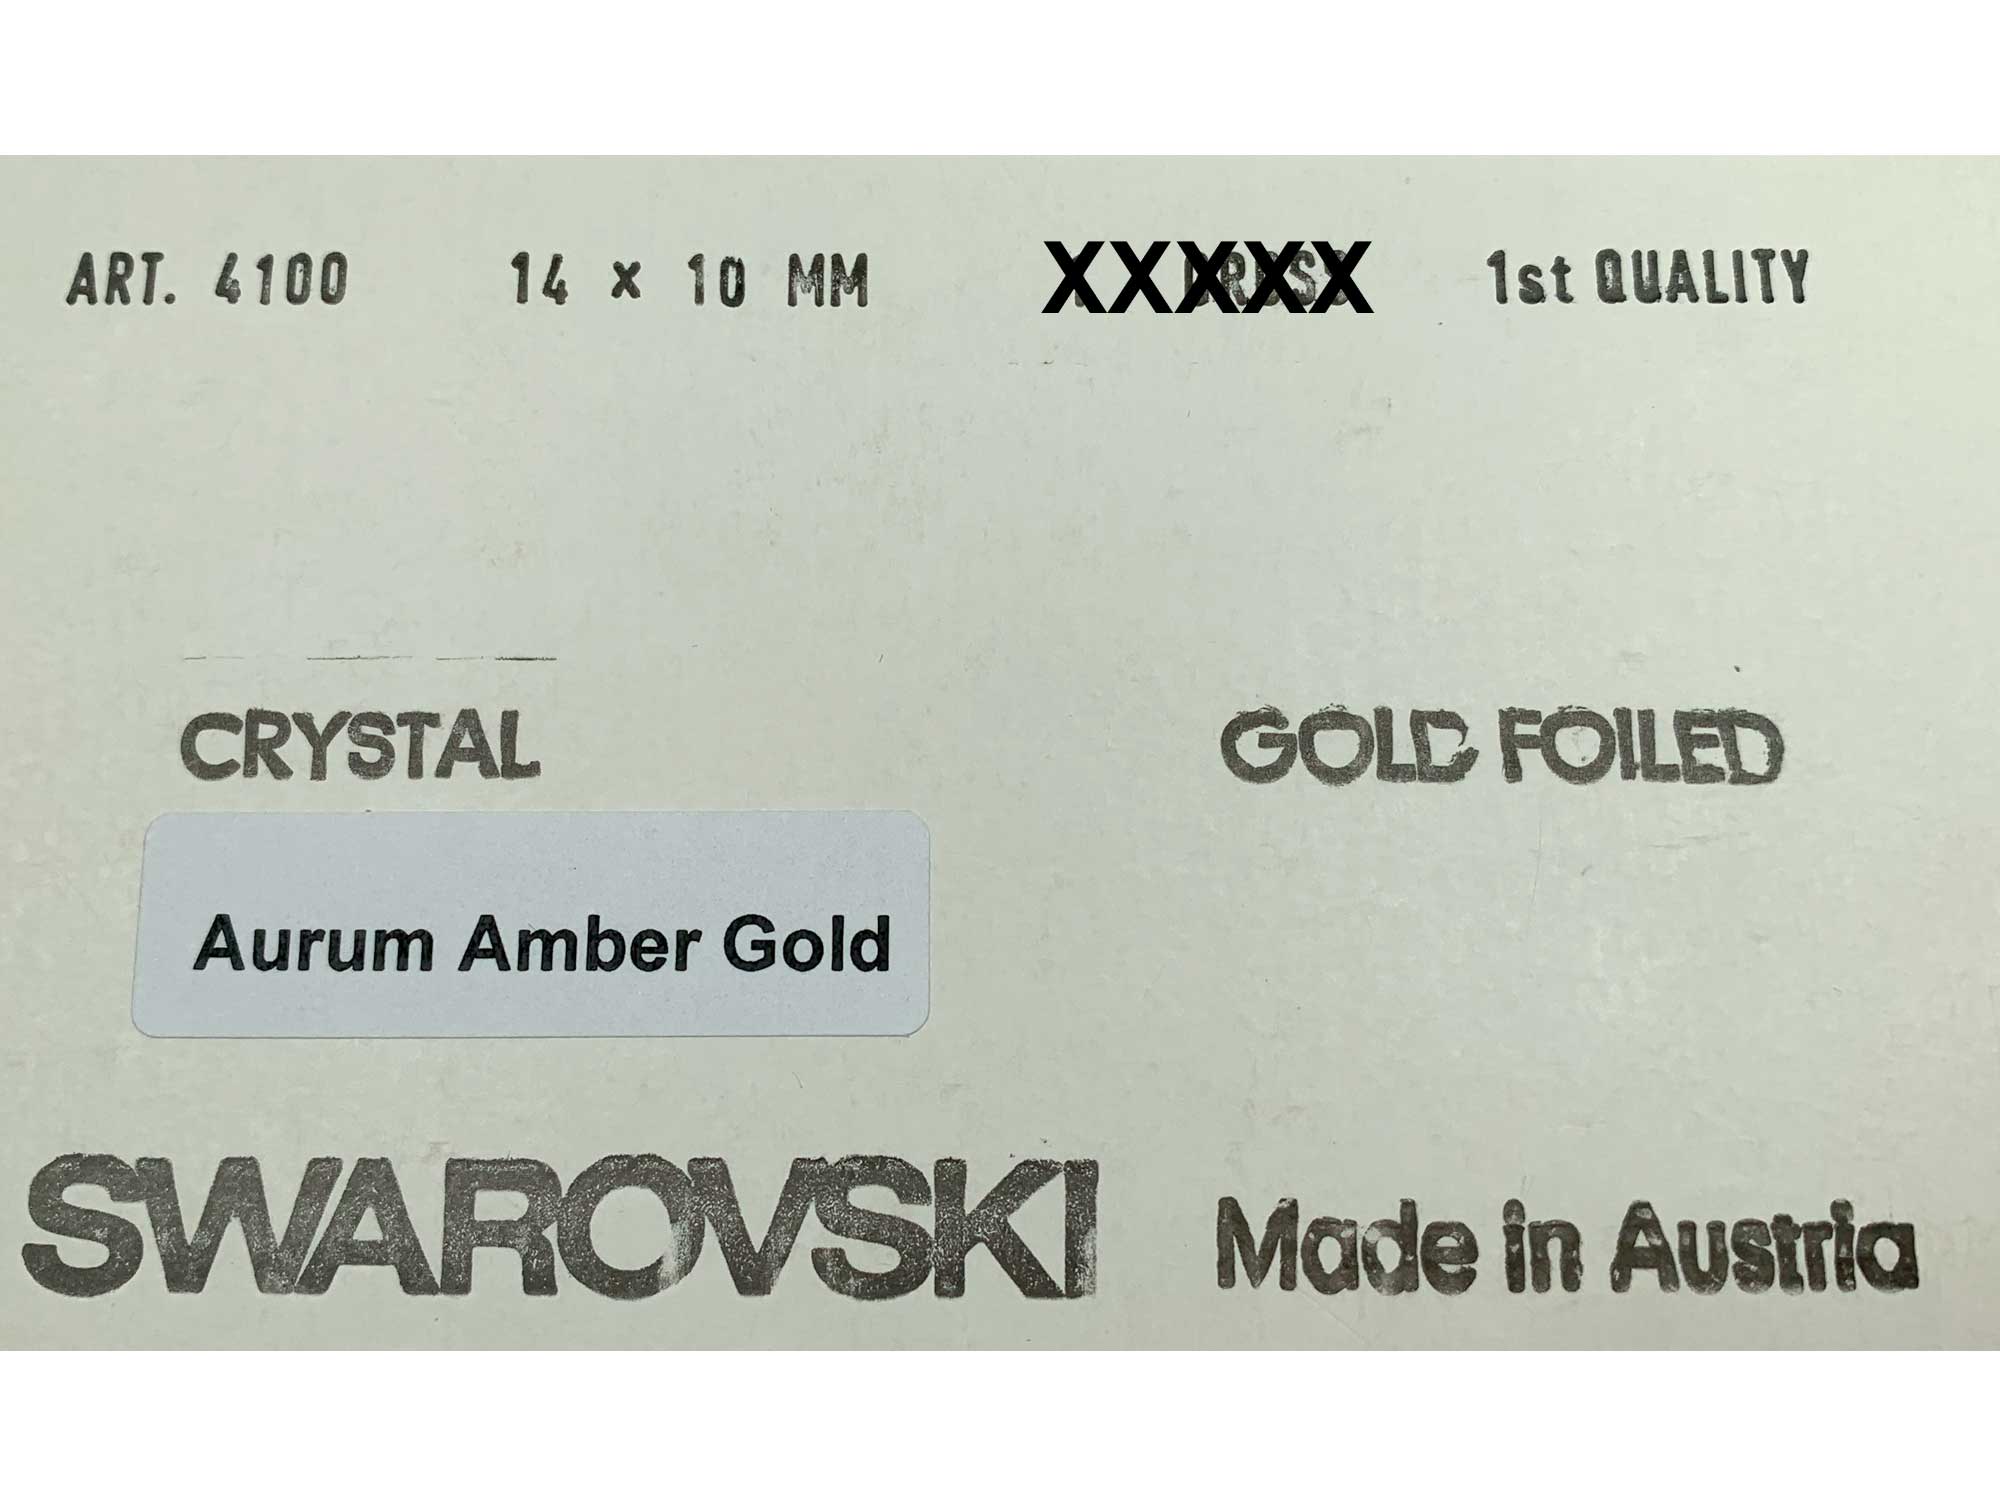 ART. 4100 14 x 10 MM XXXXX 1st QUALITY
CRYSTAL GOLD FOILED
Aurum Amber Gold
SWAROVSKI Made in Austria